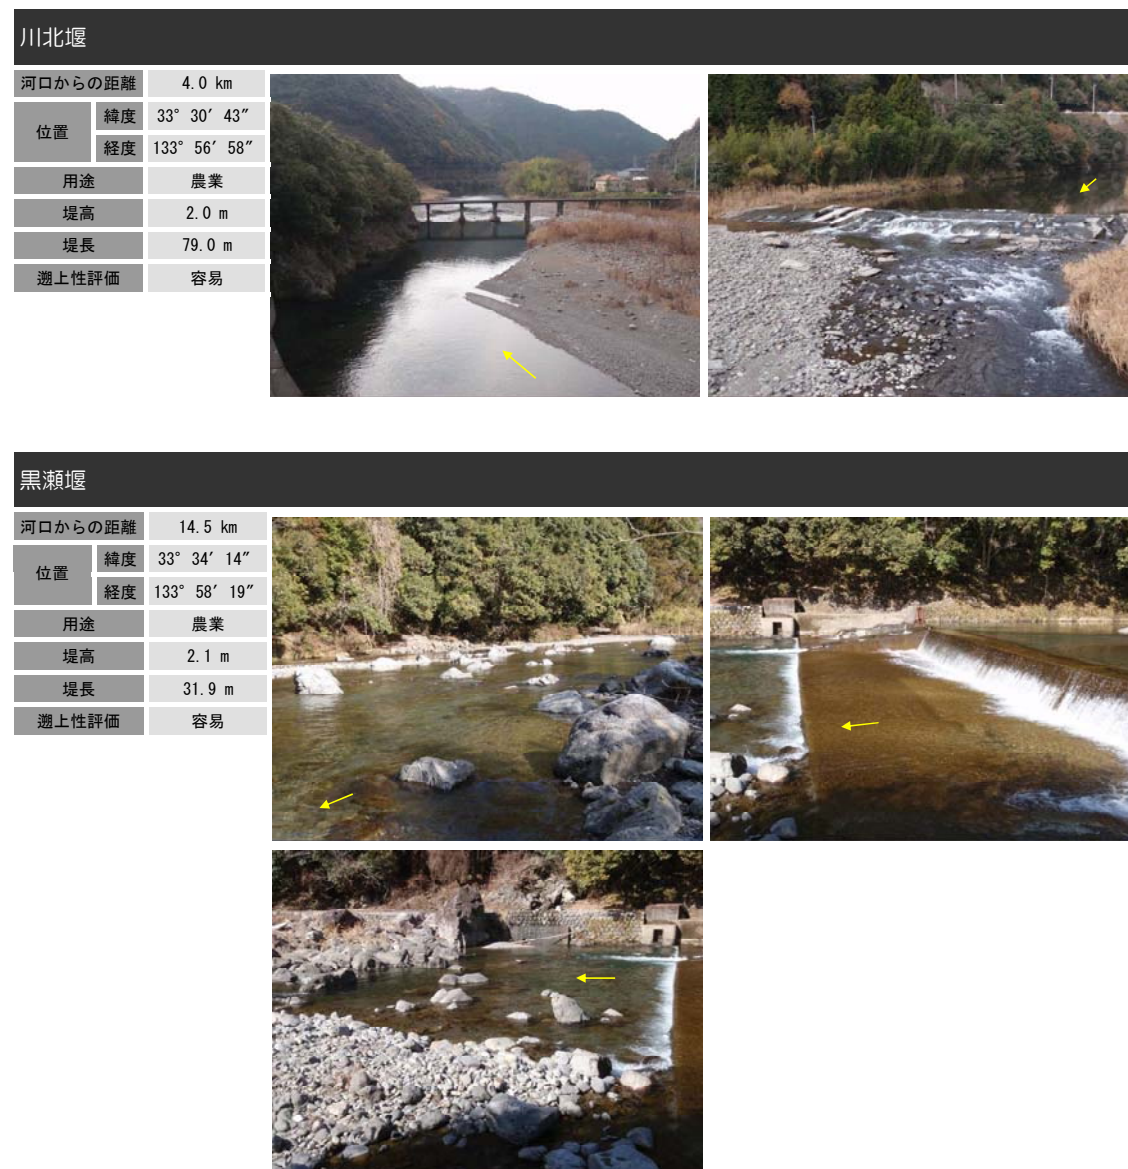 川北堰
河口からの距離 4.0 km
位置 緯度 33° 30′ 43″
経度 133° 56′ 58″
用途 農業
堤高 2.0 m
堤長 79.0 m
遡上性評価 容易
黒瀬堰
河口からの距離 14.5 km
位置 緯度 33° 34′ 14″
経度 133° 58′ 19″
用途 農業
堤高 2.1 m
堤長 31.9 m
遡上性評価 容易